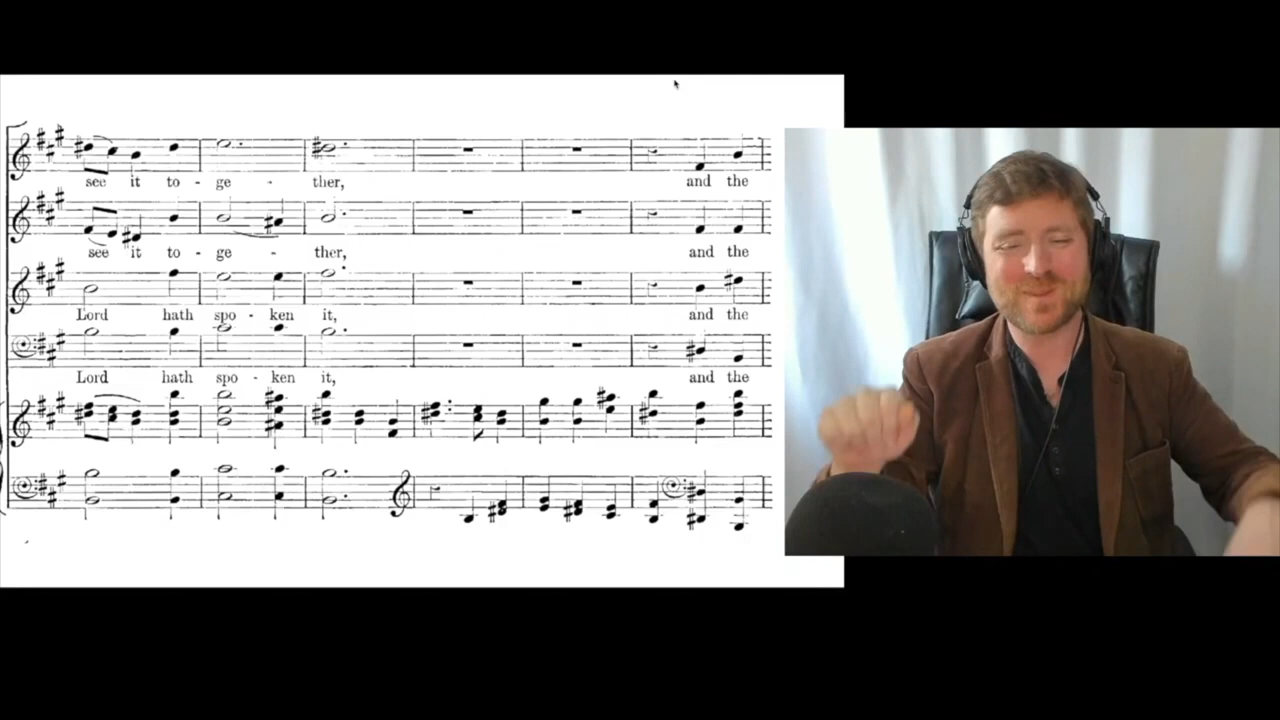 see it to - ge - ther, and the
see it to - ge - ther, and the
Lord hath spo - ken it, and the
Lord hath spo - ken it, and the